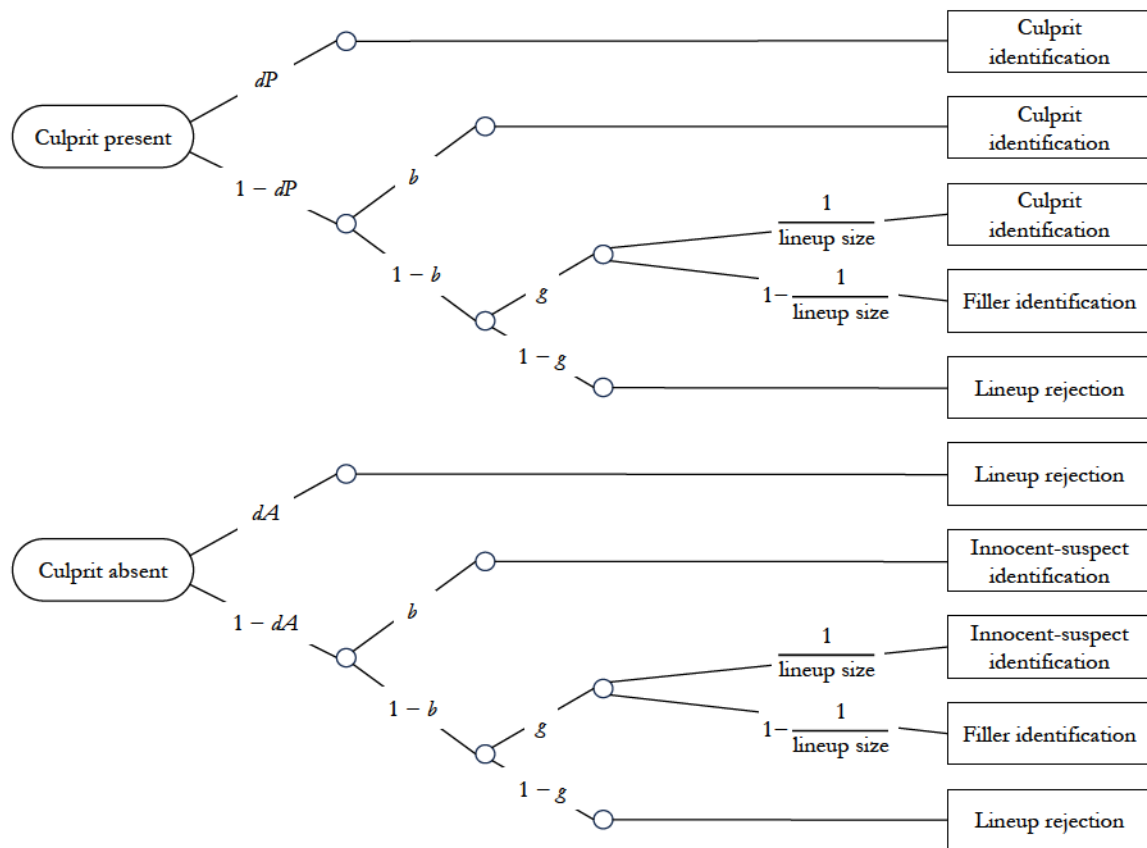 Culprit
identification
dP
Culprit present
Culprit
identification
1 − dP
b
1
lineup size
Culprit
identification
1 − b
g
1−
1
lineup size
Filler identification
1 − g
Lineup rejection
Lineup rejection
dA
Culprit absent
Innocent-suspect
identification
1 − dA
b
1
lineup size
Innocent-suspect
identification
1 − b
g
1−
1
lineup size
Filler identification
1 − g
Lineup rejection